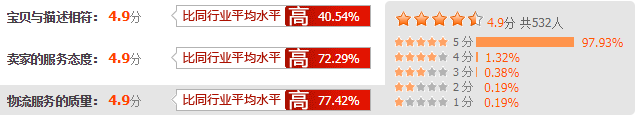 宝贝与描述相符： 4.9分 比同行业平均水平 高 40.54%
卖家的服务态度： 4.9分 比同行业平均水平 高 72.29%
物流服务的质量： 4.9分 比同行业平均水平 高 77.42%
4.9分 共532人
5分 97.93%
4分 1.32%
3分 0.38%
2分 0.19%
1分 0.19%